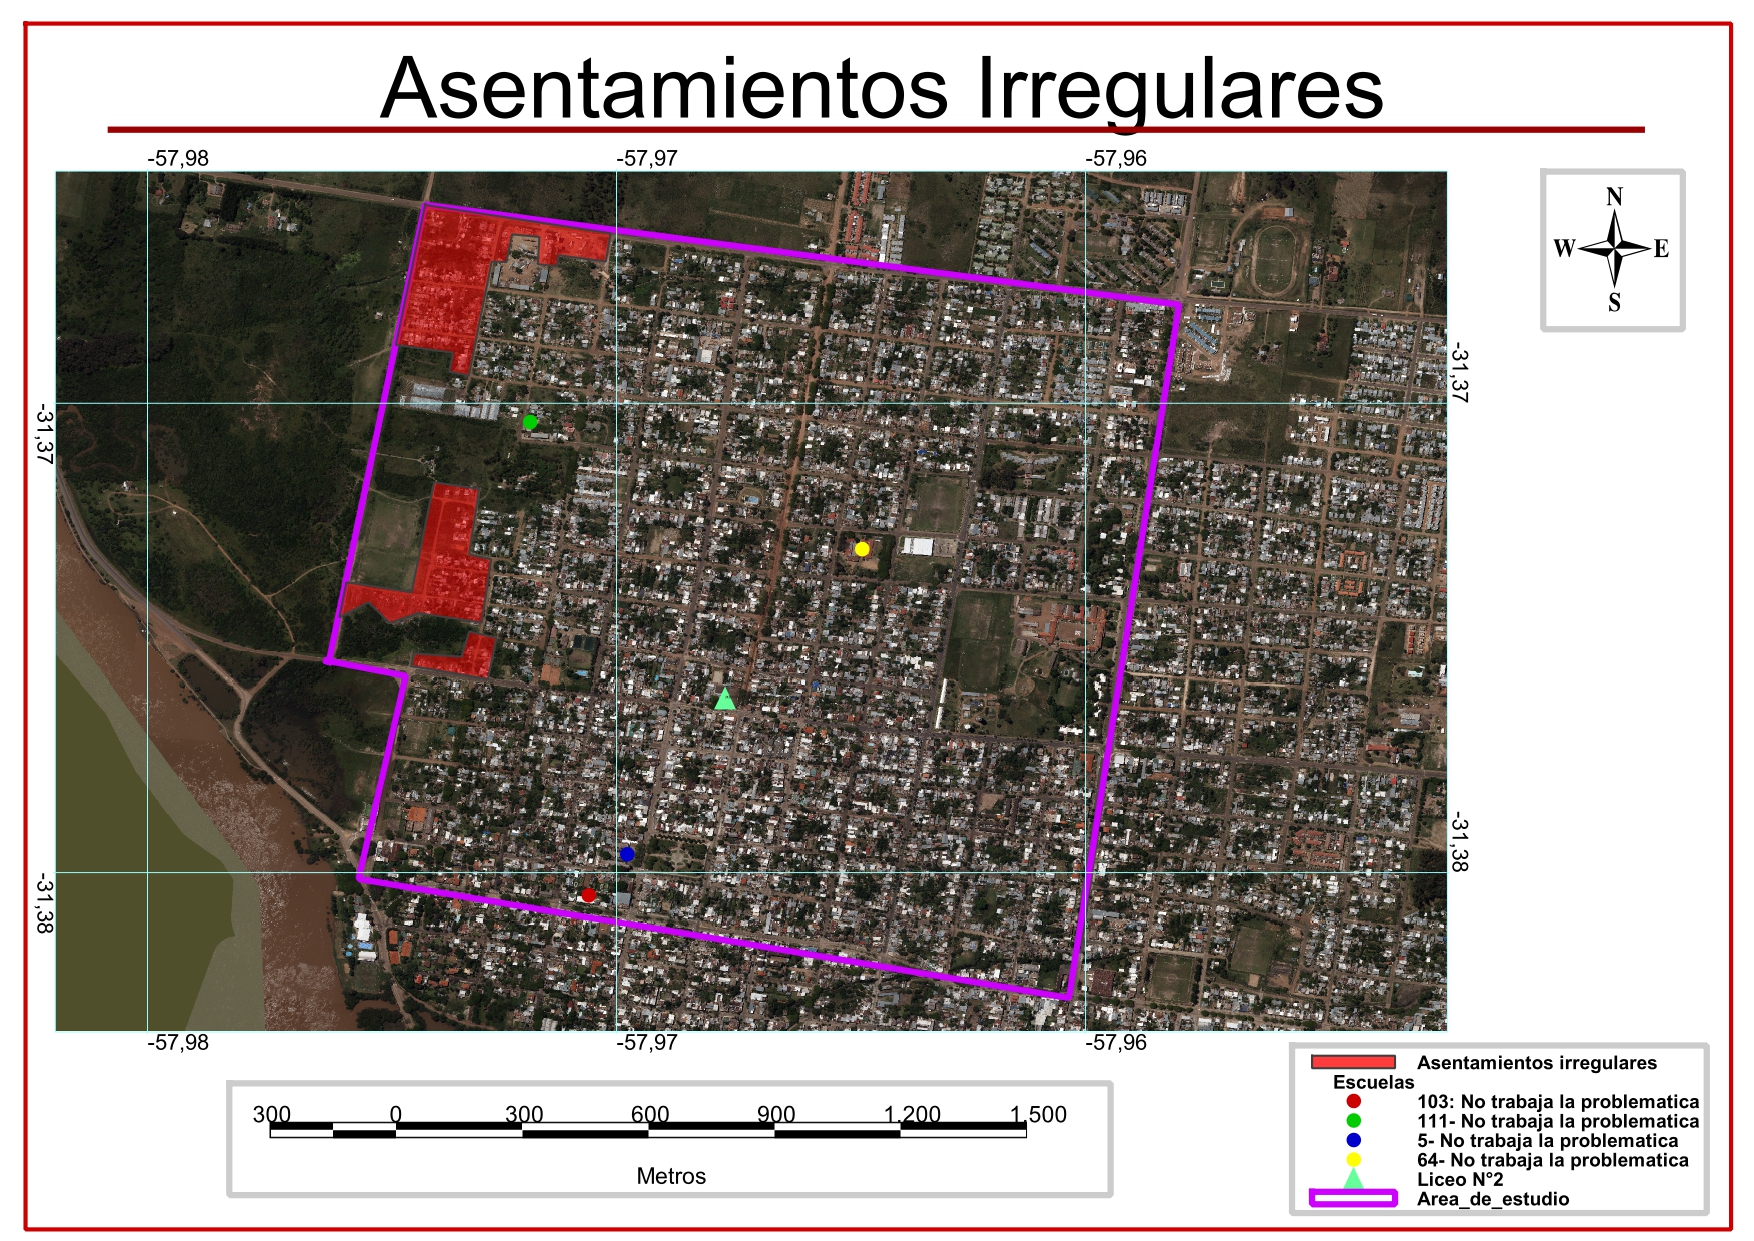 Asentamientos Irregulares
-57,98 -57,97 -57,96
N
W E
S
-31,37 -31,37
-31,38 -31,38
-57,98 -57,97 -57,96
300 0 300 600 900 1.200 1.500
Metros
Asentamientos irregulares
Escuelas
103: No trabaja la problematica
111- No trabaja la problematica
5- No trabaja la problematica
64- No trabaja la problematica
Liceo N°2
Area_de_estudio